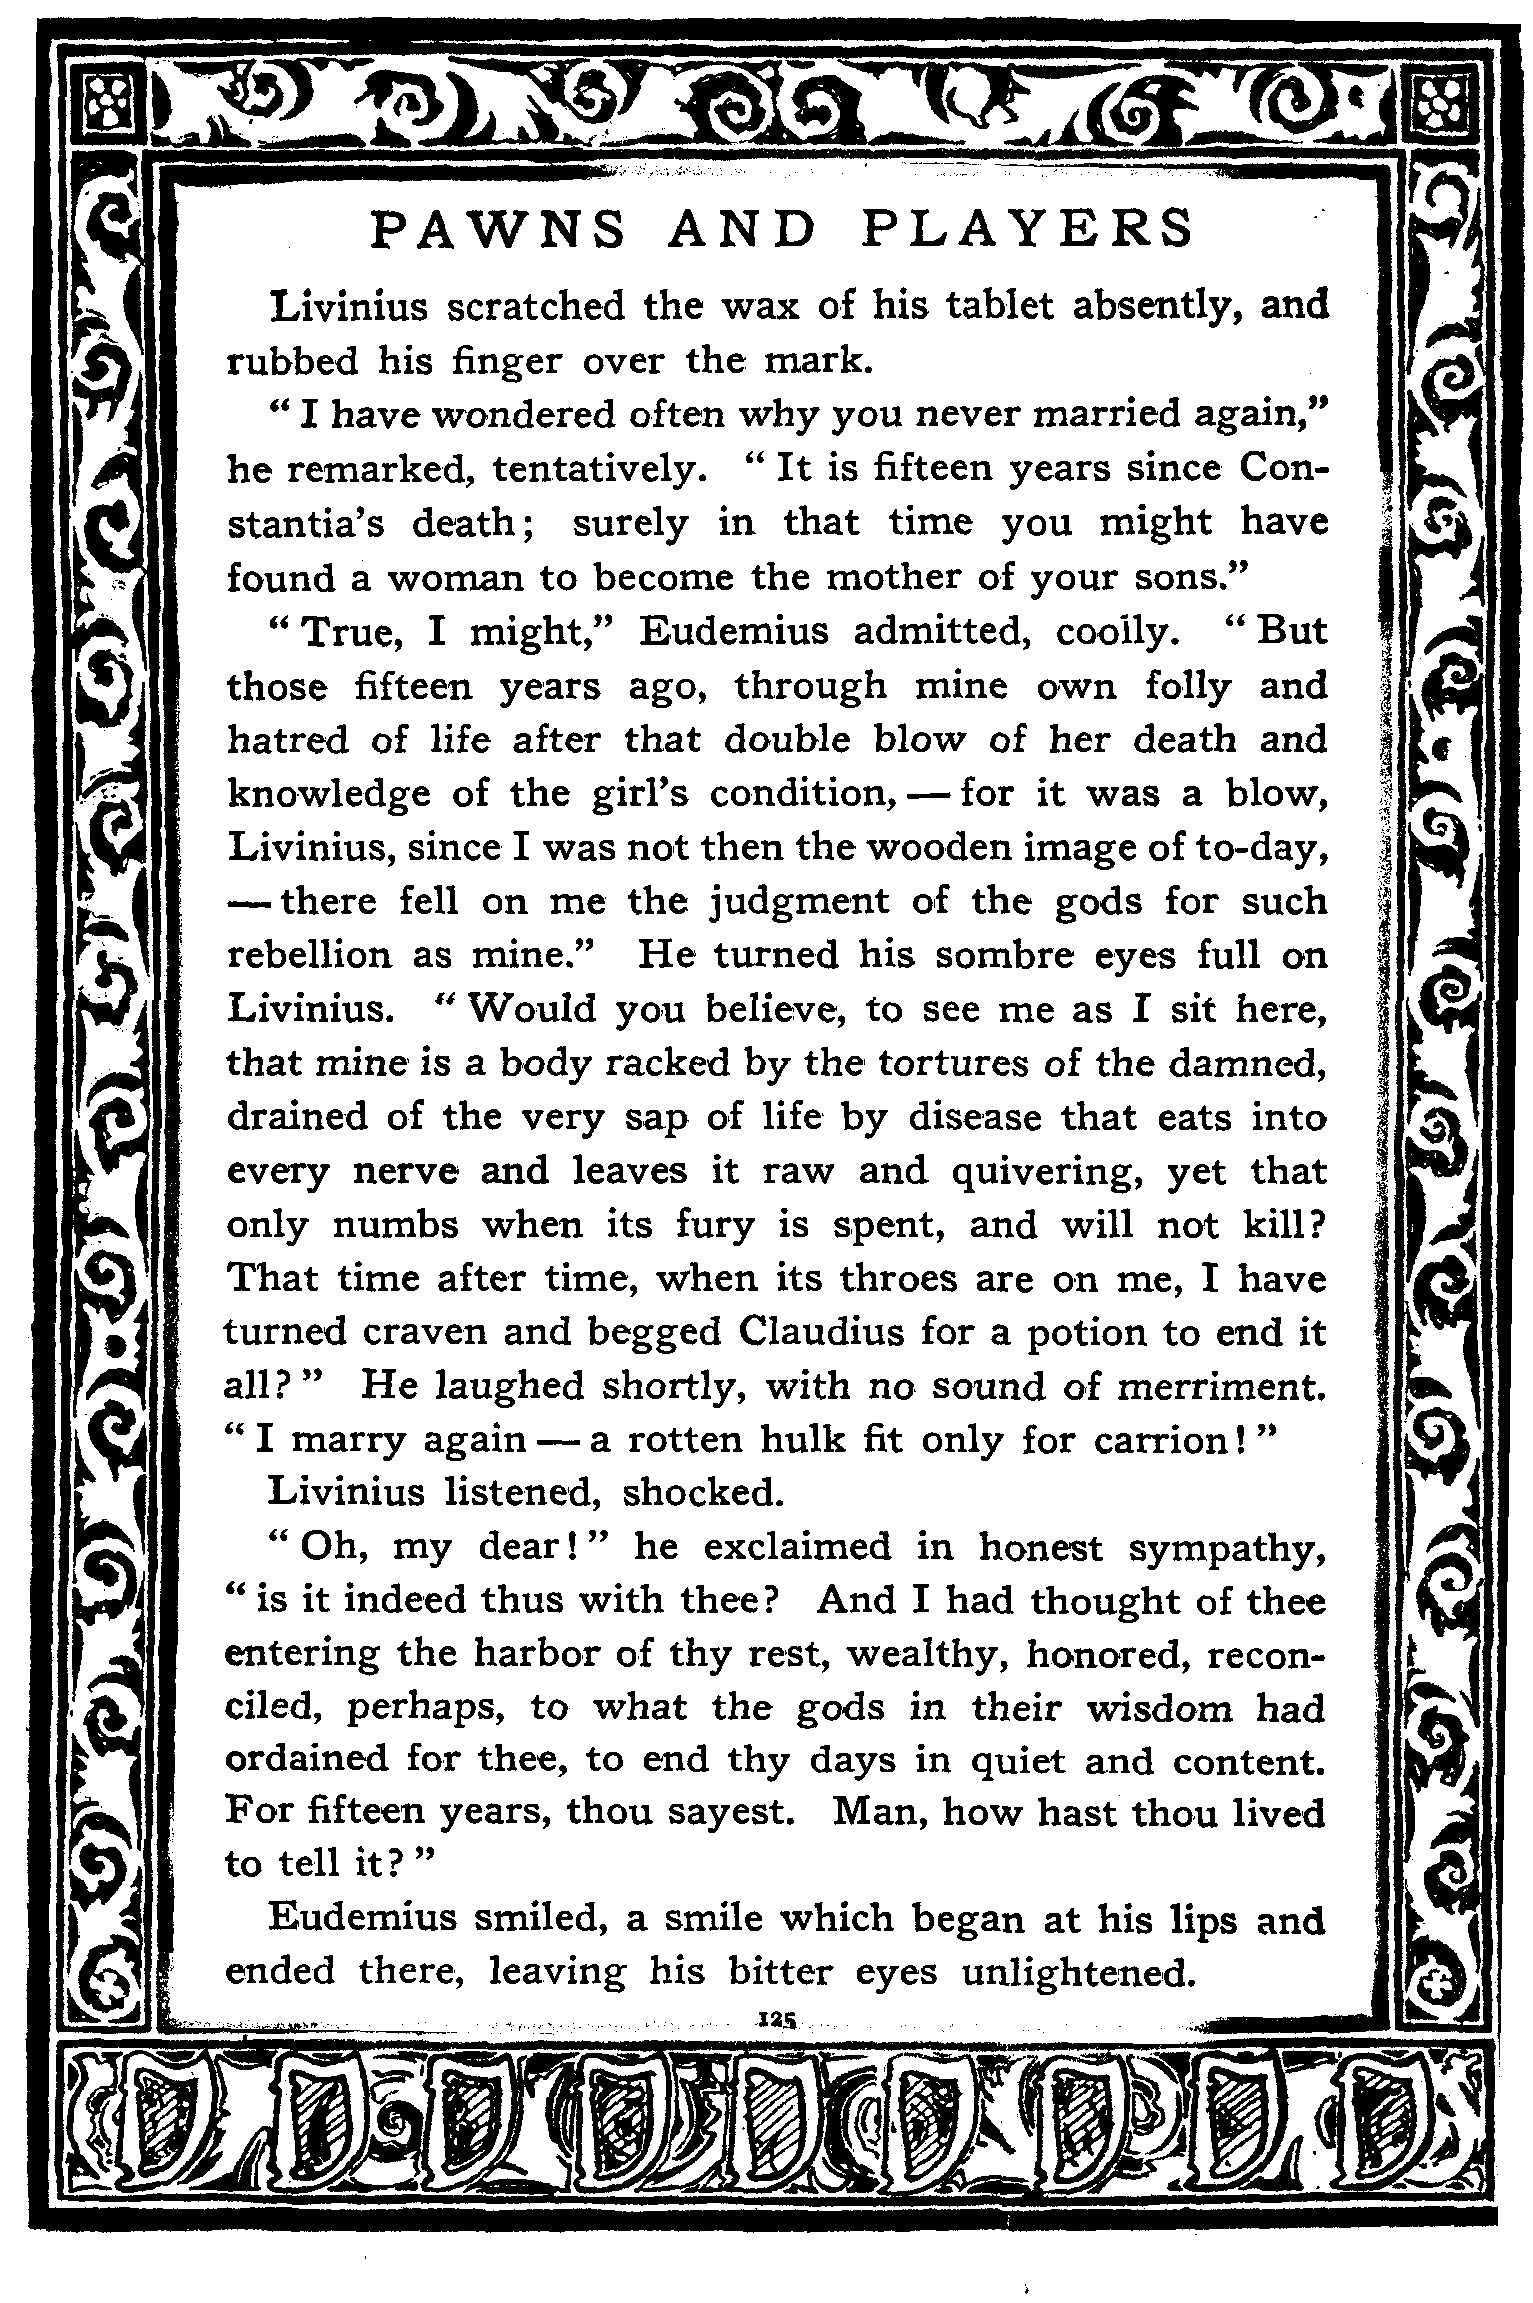 PAWNS AND PLAYERS
Livinius scratched the wax of his tablet absently, and
rubbed his finger over the mark.
“ I have wondered often why you never married again,”
he remarked, tentatively. “ It is fifteen years since Con-
stantia’s death; surely in that time you might have
found a woman to become the mother of your sons.”
“ True, I might,” Eudemius admitted, coolly. “ But
those fifteen years ago, through mine own folly and
hatred of life after that double blow of her death and
knowledge of the girl’s condition, — for it was a blow,
Livinius, since I was not then the wooden image of to-day,
— there fell on me the judgment of the gods for such
rebellion as mine.” He turned his sombre eyes full on
Livinius. “ Would you believe, to see me as I sit here,
that mine is a body racked by the tortures of the damned,
drained of the very sap of life by disease that eats into
every nerve and leaves it raw and quivering, yet that
only numbs when its fury is spent, and will not kill?
That time after time, when its throes are on me, I have
turned craven and begged Claudius for a potion to end it
all? ” He laughed shortly, with no sound of merriment.
“ I marry again — a rotten hulk fit only for carrion! ”
Livinius listened, shocked.
“ Oh, my dear! ” he exclaimed in honest sympathy,
“ is it indeed thus with thee? And I had thought of thee
entering the harbor of thy rest, wealthy, honored, recon-
ciled, perhaps, to what the gods in their wisdom had
ordained for thee, to end thy days in quiet and content.
For fifteen years, thou sayest. Man, how hast thou lived
to tell it? ”
Eudemius smiled, a smile which began at his lips and
ended there, leaving his bitter eyes unlightened.
125